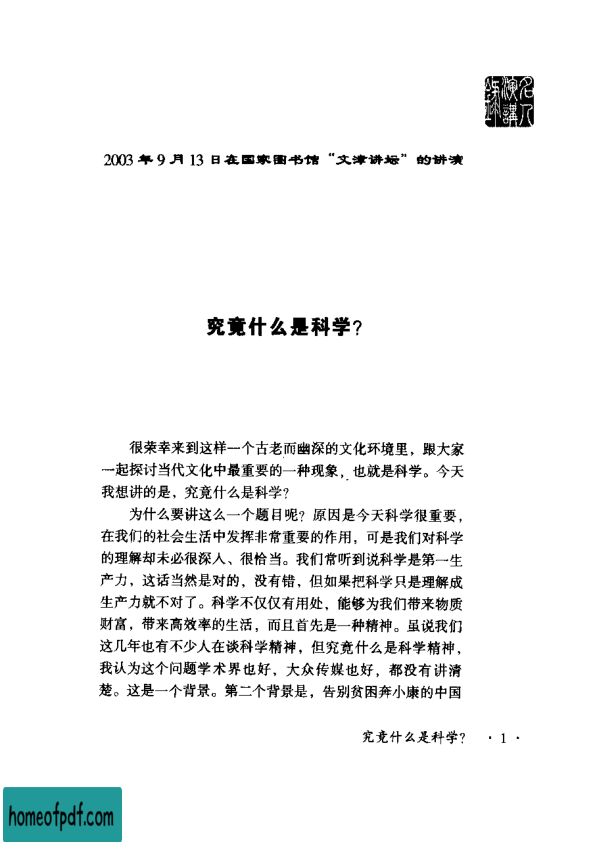 名人
演講
2003年9月13日在国家图书馆“文津讲坛”的讲演
究竟什么是科学?
很荣幸来到这样一个古老而幽深的文化环境里，跟大家
一起探讨当代文化中最重要的一种现象，也就是科学。今天
我想讲的是，究竟什么是科学?
为什么要讲这么一个题目呢? 原因是今天科学很重要，
在我们的社会生活中发挥非常重要的作用，可是我们对科学
的理解却未必很深入、很恰当。我们常听到说科学是第一生
产力，这话当然是对的，没有错，但如果把科学只是理解成
生产力就不对了。科学不仅仅有用处，能够为我们带来物质
财富，带来高效率的生活，而且首先是一种精神。虽说我们
这几年也有不少人在谈科学精神，但究竟什么是科学精神，
我认为这个问题学术界也好，大众传媒也好，都没有讲清
楚。这是一个背景。第二个背景是，告别贫困奔小康的中国
究竟什么是科学? · 1 ·
homeofpdf.com